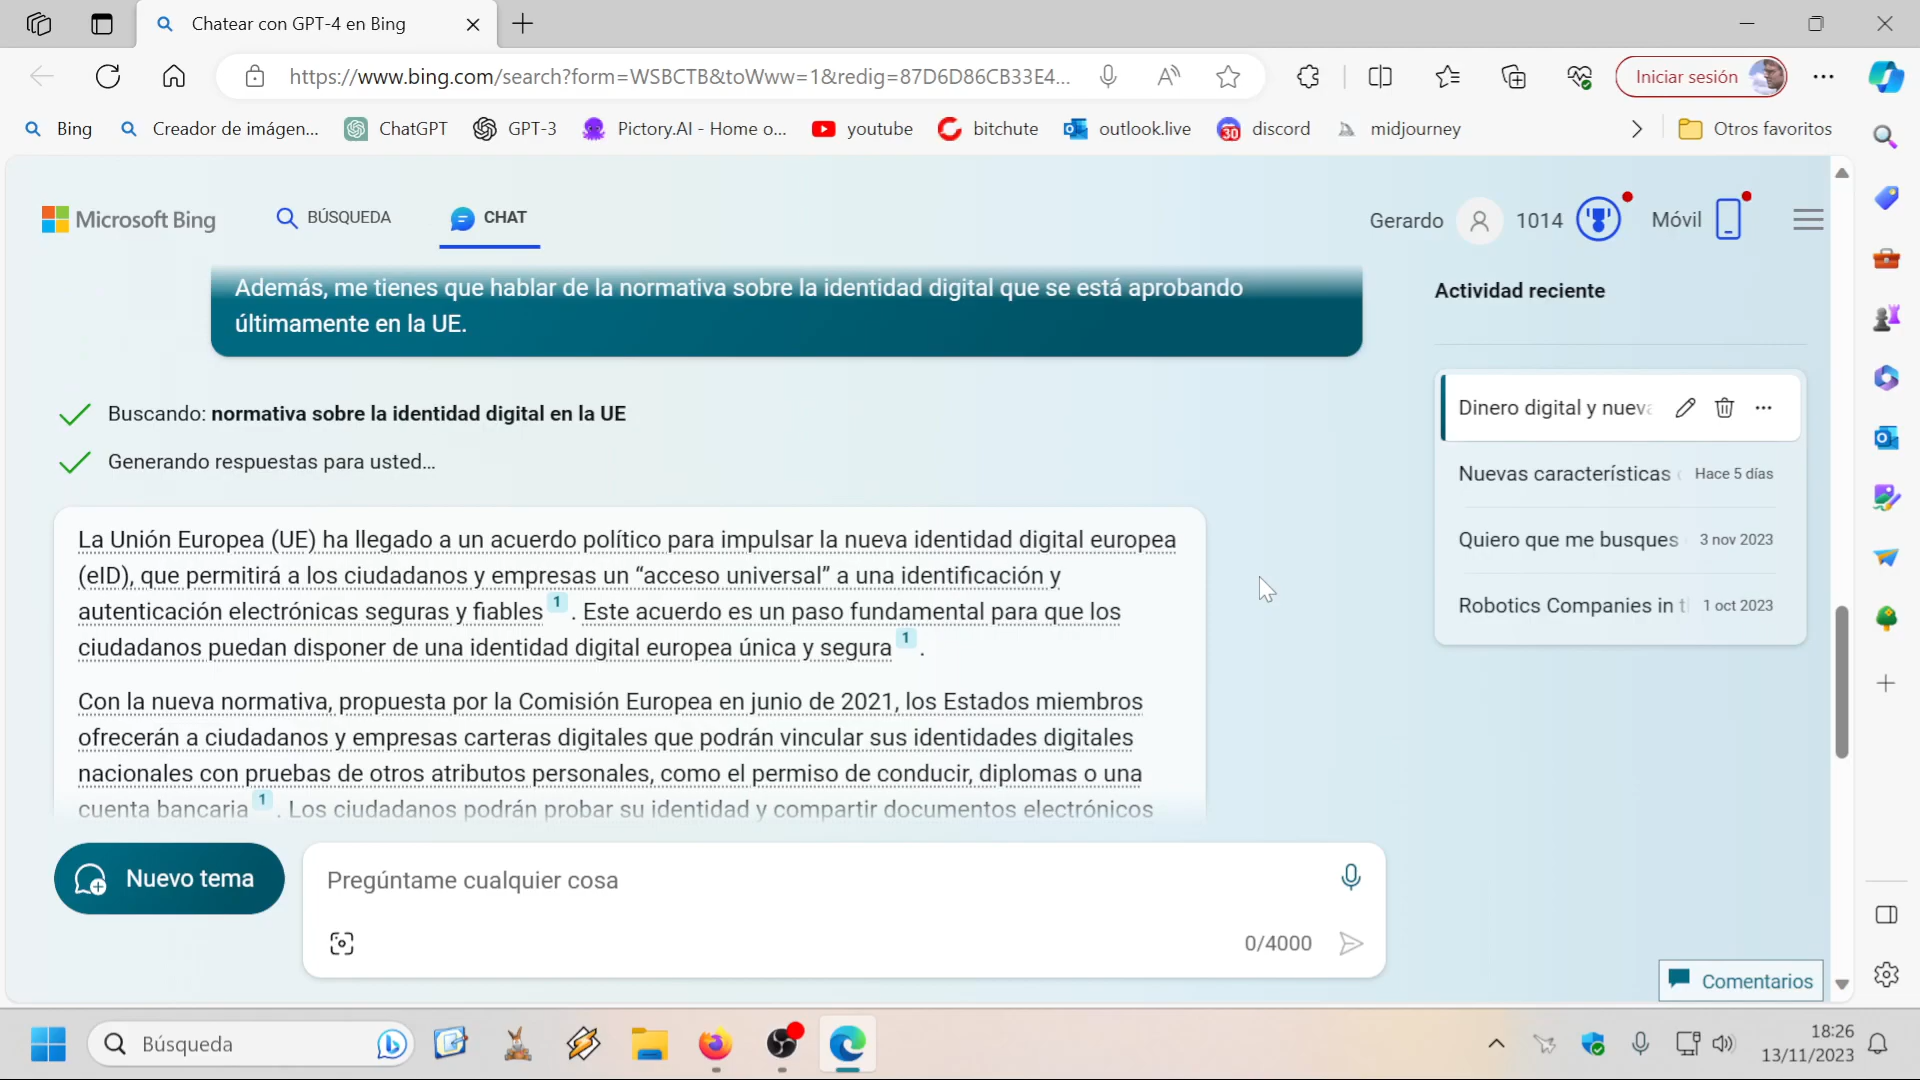 Chatear con GPT-4 en Bing
https://www.bing.com/search?form=WSBCTB&toWww=1&redig=87D6D86CB33E4...
Iniciar sesión
Bing
Creador de imágen...
ChatGPT
GPT-3
Pictory.AI - Home o...
youtube
bitchute
outlook.live
30
discord
midjourney
Otros favoritos
Microsoft Bing
BÚSQUEDA
CHAT
Gerardo
1014
Móvil
Además, me tienes que hablar de la normativa sobre la identidad digital que se está aprobando
últimamente en la UE.
Buscando: normativa sobre la identidad digital en la UE
Generando respuestas para usted...
La Unión Europea (UE) ha llegado a un acuerdo político para impulsar la nueva identidad digital europea
(eID), que permitirá a los ciudadanos y empresas un “acceso universal” a una identificación y
autenticación electrónicas seguras y fiables 1 . Este acuerdo es un paso fundamental para que los
ciudadanos puedan disponer de una identidad digital europea única y segura 1 .
Con la nueva normativa, propuesta por la Comisión Europea en junio de 2021, los Estados miembros
ofrecerán a ciudadanos y empresas carteras digitales que podrán vincular sus identidades digitales
nacionales con pruebas de otros atributos personales, como el permiso de conducir, diplomas o una
cuenta bancaria 1 . Los ciudadanos podrán probar su identidad y compartir documentos electrónicos
Actividad reciente
Dinero digital y nueva
Nuevas características Hace 5 días
Quiero que me busques 3 nov 2023
Robotics Companies in t 1 oct 2023
Nuevo tema
Pregúntame cualquier cosa
0/4000
Comentarios
Búsqueda
18:26
13/11/2023